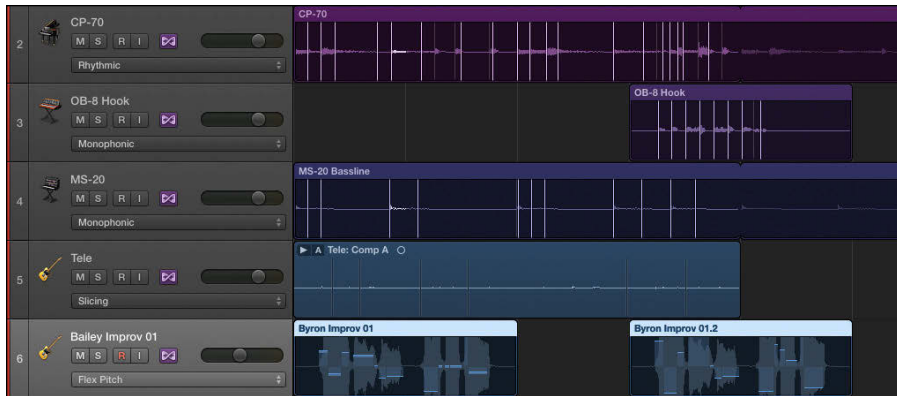 CP-70
2
M S R I
Rhythmic
CP-70
OB-8 Hook
3
M S R I
Monophonic
OB-8 Hook
MS-20
4
M S R I
Monophonic
MS-20 Bassline
Tele
5
M S R I
Slicing
A Tele: Comp A
Bailey Improv 01
6
M S R I
Flex Pitch
Byron Improv 01
Byron Improv 01.2